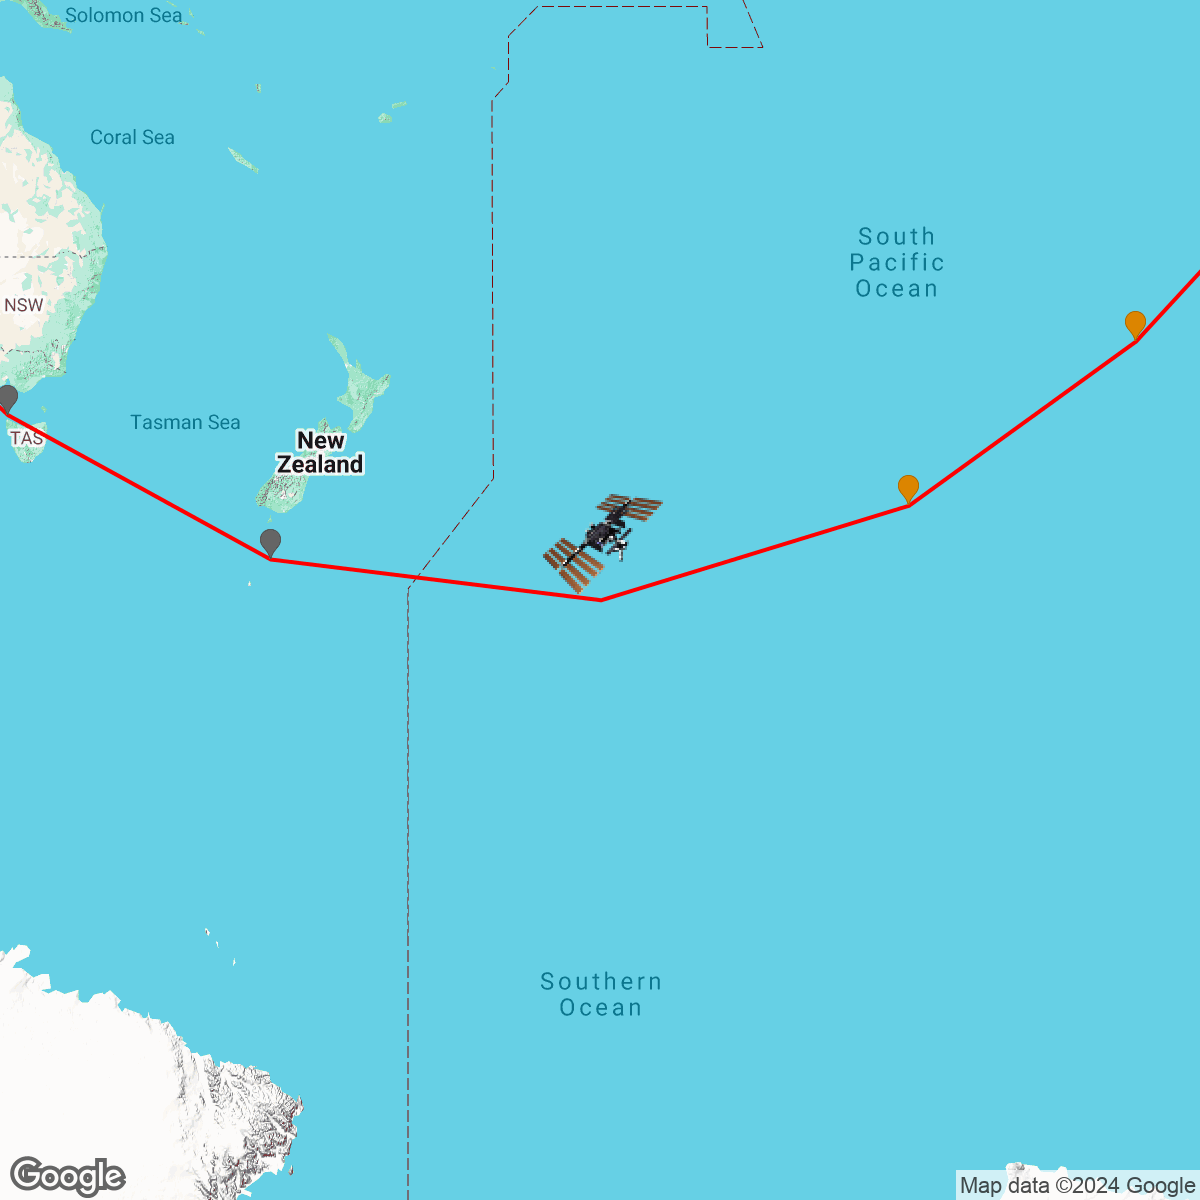 Solomon Sea
Coral Sea
South
Pacific
Ocean
NSW
Tasman Sea
TAS
New
Zealand
Southern
Ocean
Google
Map data ©2024 Google